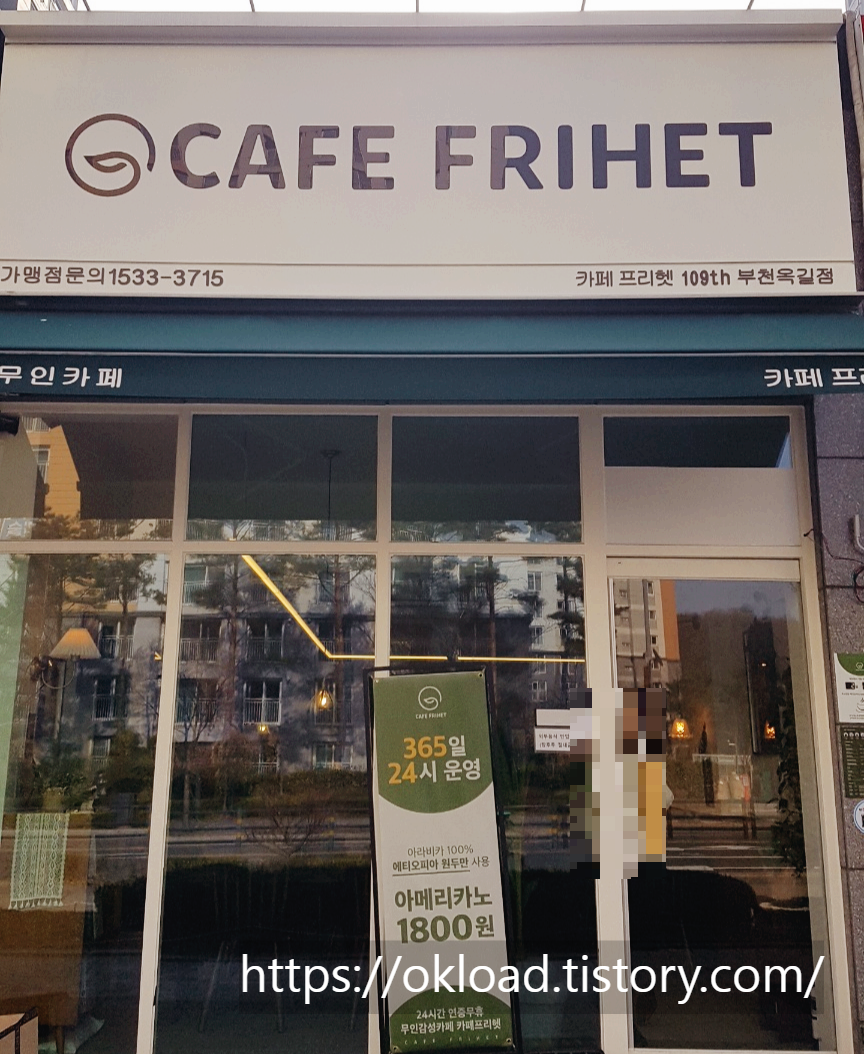 CAFE FRIHET
가맹점문의1533-3715
카페 프리헷 109th 부천옥길점
무인카페
카페
CAFE FRIHET
365일
24시 운영
아라비카 100%
에티오피아 원두만 사용
아메리카노
1800원
24시간 연중무휴
무인감성카페 카페프리헷
CAFE FRIHET
https://okload.tistory.com/